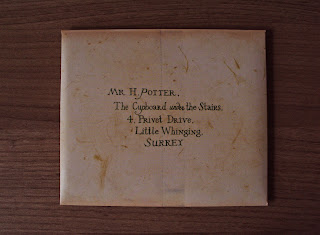 Mr H. Potter,
The Cupboard under the Stairs,
4, Privet Drive,
Little Whinging,
Surrey